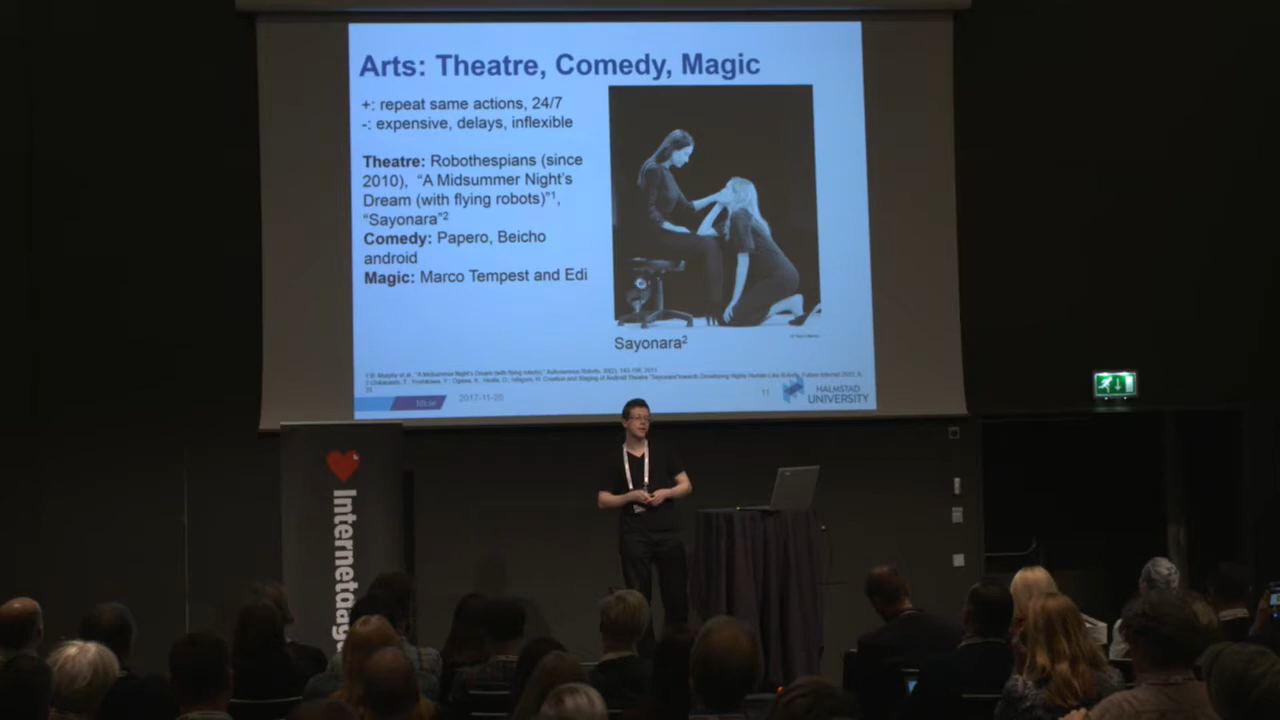 Arts: Theatre, Comedy, Magic
+: repeat same actions, 24/7
-: expensive, delays, inflexible
Theatre: Robothespians (since
2010), “A Midsummer Night’s
Dream (with flying robots)”1,
“Sayonara”2
Comedy: Papero, Beicho
android
Magic: Marco Tempest and Edi
Sayonara2
2017-11-20
11
HALMSTAD
UNIVERSITY
Internetdag